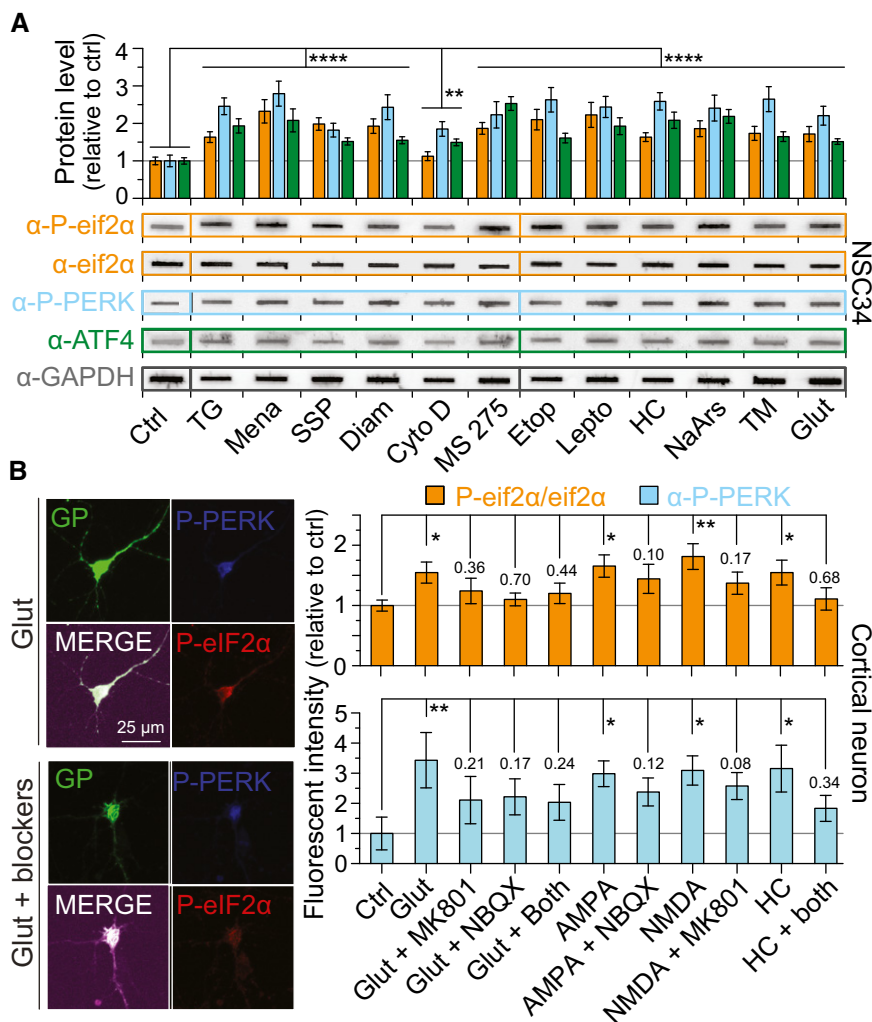 A
Protein level
(relative to ctrl)
4
3
2
1
0
****
**
****
α-P-eif2α
α-eif2α
α-P-PERK
α-ATF4
α-GAPDH
NSC34
Ctrl
TG
Mena
SSP
Diam
Cyto D
MS 275
Etop
Lepto
HC
NaArs
TM
Glut
B
Glut
GP
P-PERK
MERGE
P-eIF2α
25 µm
Glut + blockers
GP
P-PERK
MERGE
P-eIF2α
P-eif2α/eif2α
α-P-PERK
Fluorescent intensity (relative to ctrl)
2
1
0
*
0.36
0.70
0.44
*
0.10
**
0.17
*
0.68
5
4
3
2
1
0
**
0.21
0.17
0.24
*
0.12
*
0.08
*
0.34
Cortical neuron
Ctrl
Glut
Glut + MK801
Glut + NBQX
Glut + Both
AMPA
AMPA + NBQX
NMDA
NMDA + MK801
HC
HC + both